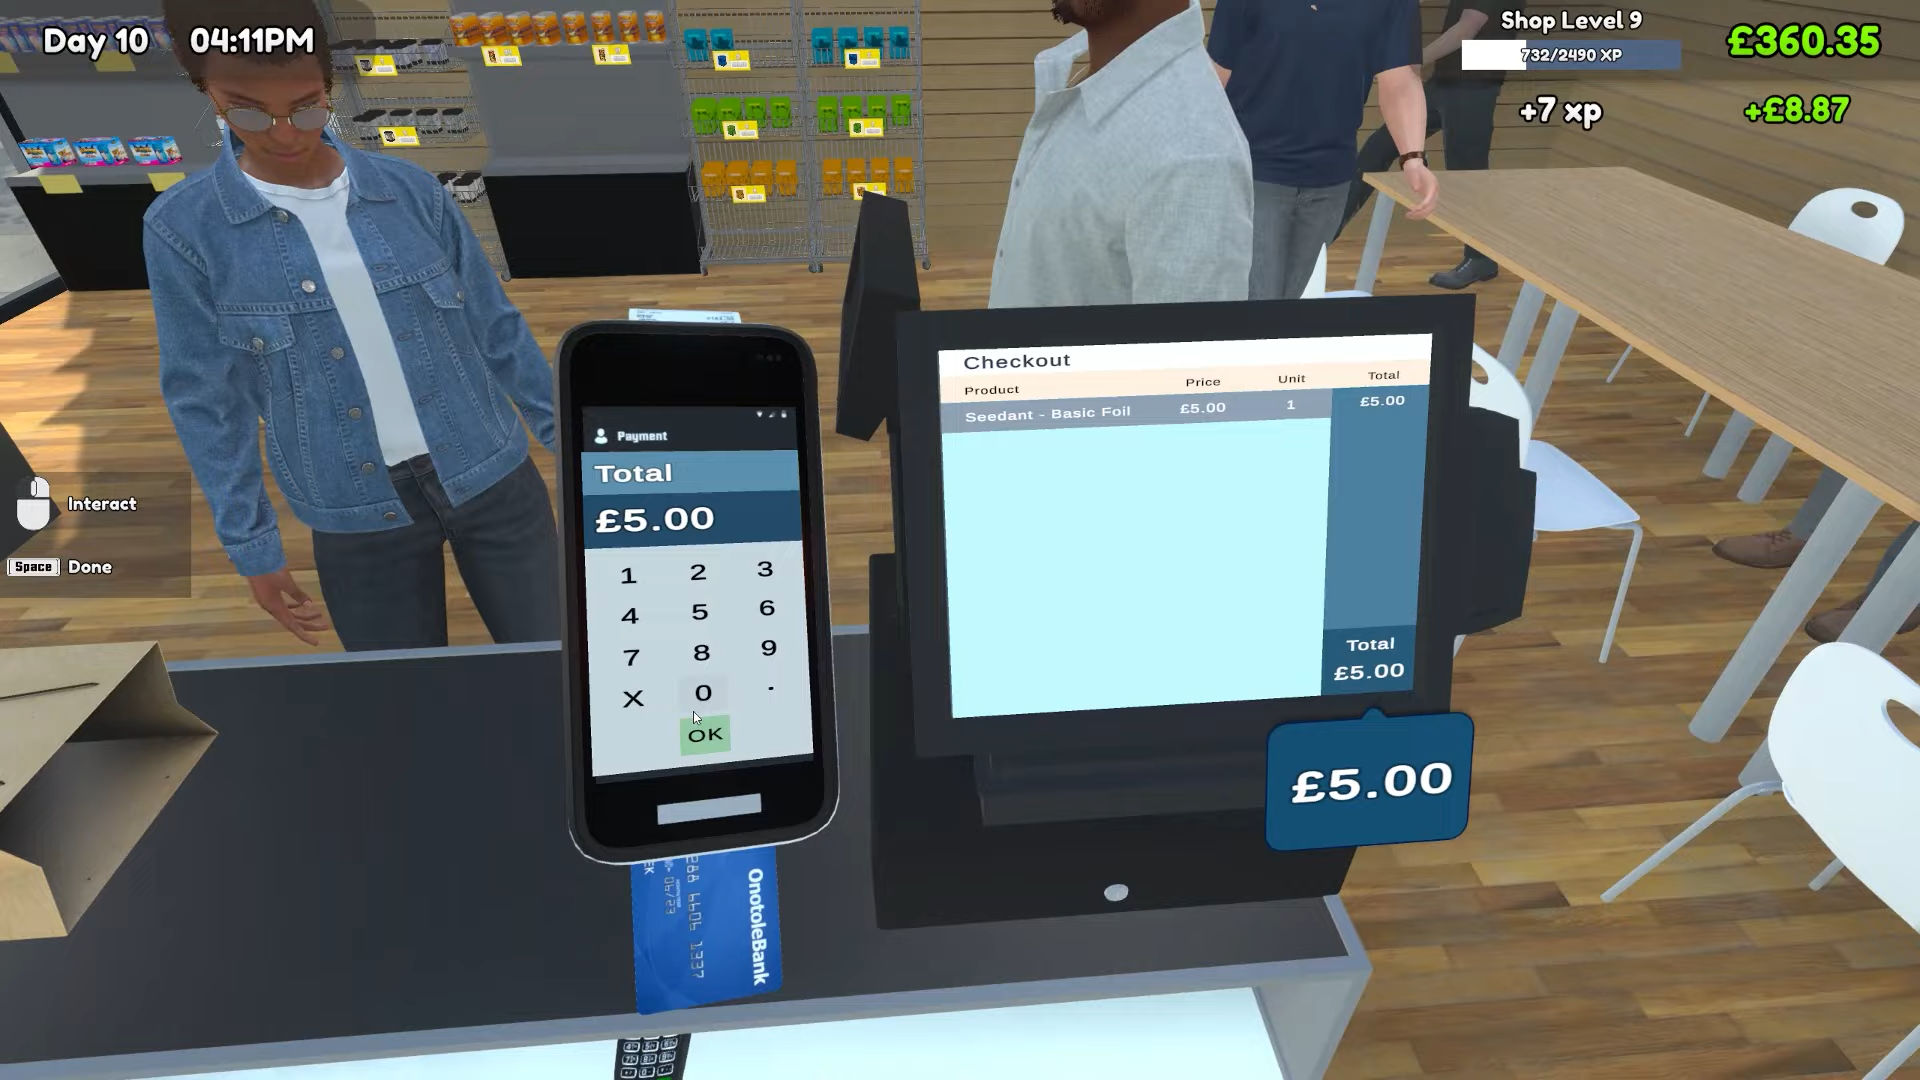 Day 10 04:11PM
Shop Level 9
732/2490 XP
£360.35
+7 xp
+£8.87
Interact
Space Done
Payment
Total
£5.00
1 2 3
4 5 6
7 8 9
X 0 .
OK
Checkout
Product Price Unit Total
Seedant - Basic Foil £5.00 1 £5.00
Total
£5.00
£5.00
OnotoleBank